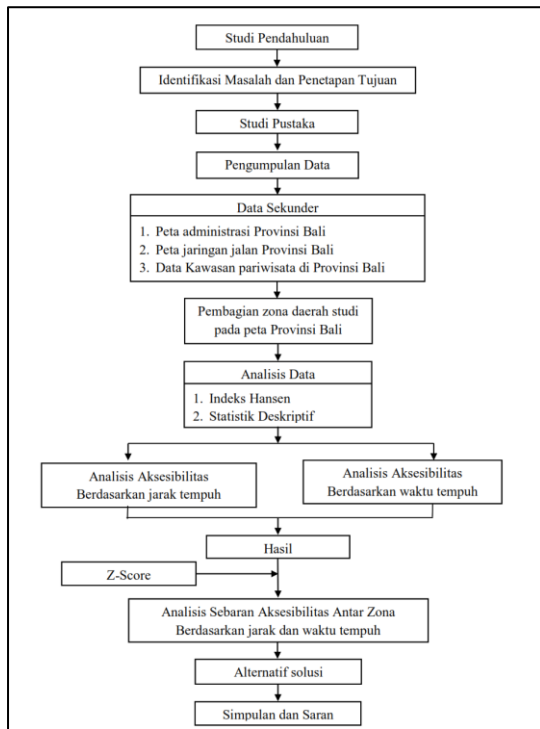 Studi Pendahuluan
Identifikasi Masalah dan Penetapan Tujuan
Studi Pustaka
Pengumpulan Data
Data Sekunder
1. Peta administrasi Provinsi Bali
2. Peta jaringan jalan Provinsi Bali
3. Data Kawasan pariwisata di Provinsi Bali
Pembagian zona daerah studi
pada peta Provinsi Bali
Analisis Data
1. Indeks Hansen
2. Statistik Deskriptif
Analisis Aksesibilitas
Berdasarkan jarak tempuh
Analisis Aksesibilitas
Berdasarkan waktu tempuh
Hasil
Z-Score
Analisis Sebaran Aksesibilitas Antar Zona
Berdasarkan jarak dan waktu tempuh
Alternatif solusi
Simpulan dan Saran